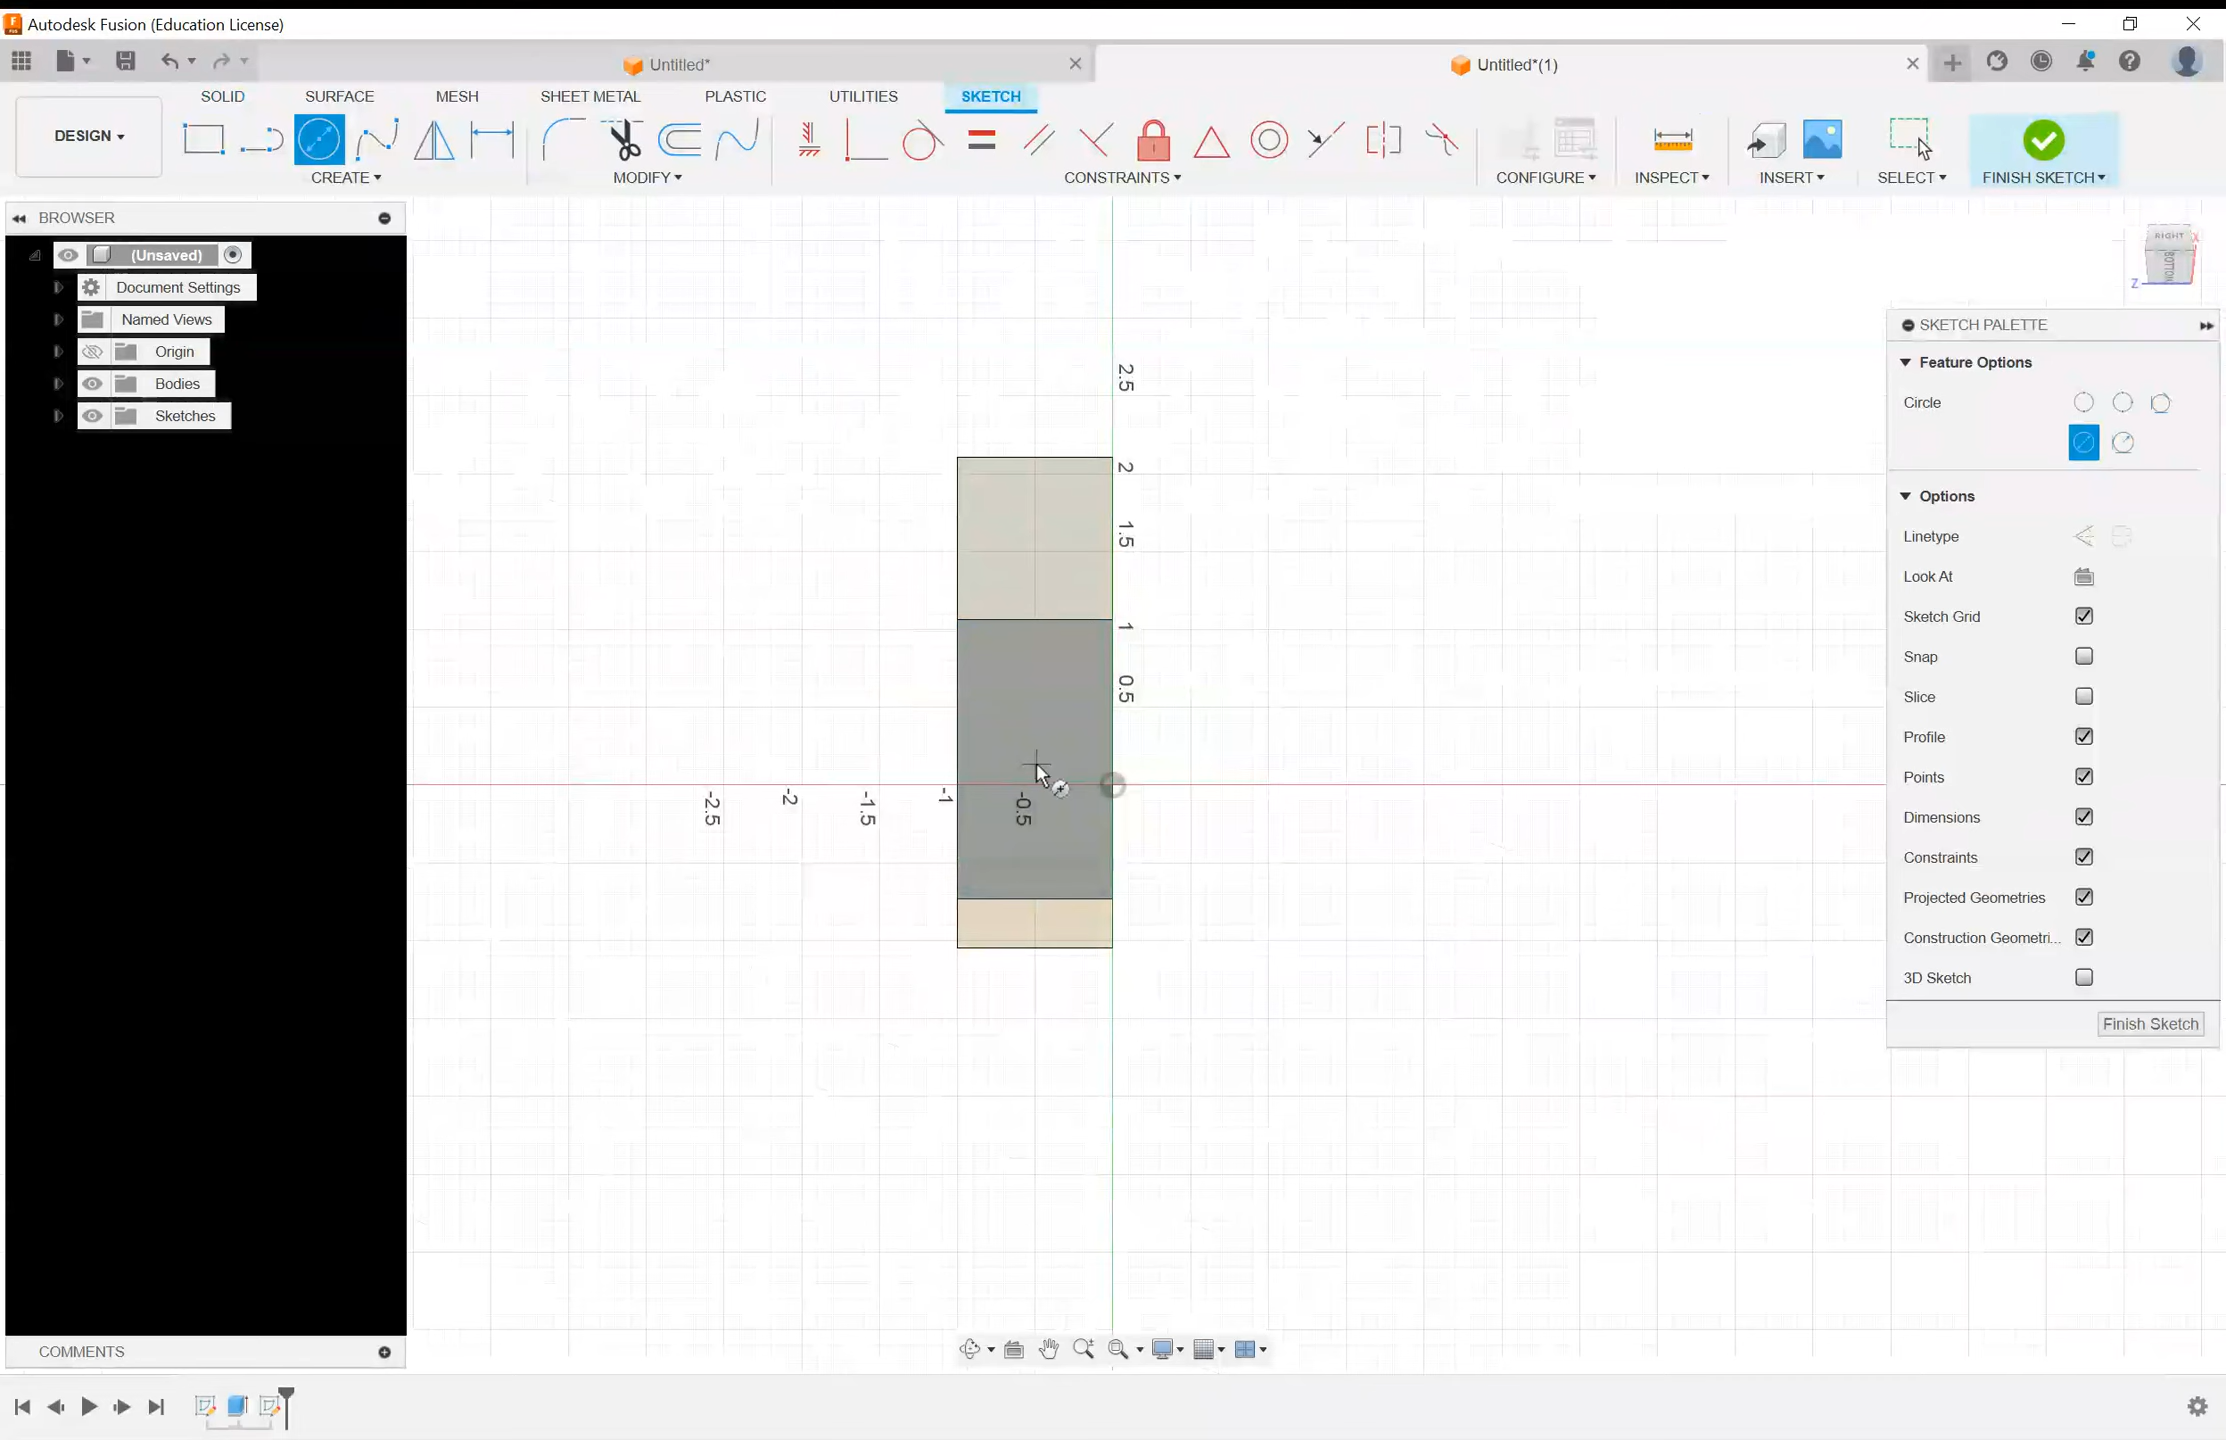 Autodesk Fusion (Education License)
Untitled*
Untitled*(1)
SOLID
SURFACE
MESH
SHEET METAL
PLASTIC
UTILITIES
SKETCH
DESIGN
CREATE
MODIFY
CONSTRAINTS
CONFIGURE
INSPECT
INSERT
SELECT
FINISH SKETCH
BROWSER
(Unsaved)
Document Settings
Named Views
Origin
Bodies
Sketches
RIGHT
BOTTOM
Z
X
2.5
2
1.5
1
0.5
-2.5
-2
-1.5
-1
-0.5
SKETCH PALETTE
Feature Options
Circle
Options
Linetype
Look At
Sketch Grid
Snap
Slice
Profile
Points
Dimensions
Constraints
Projected Geometries
Construction Geometri...
3D Sketch
Finish Sketch
COMMENTS